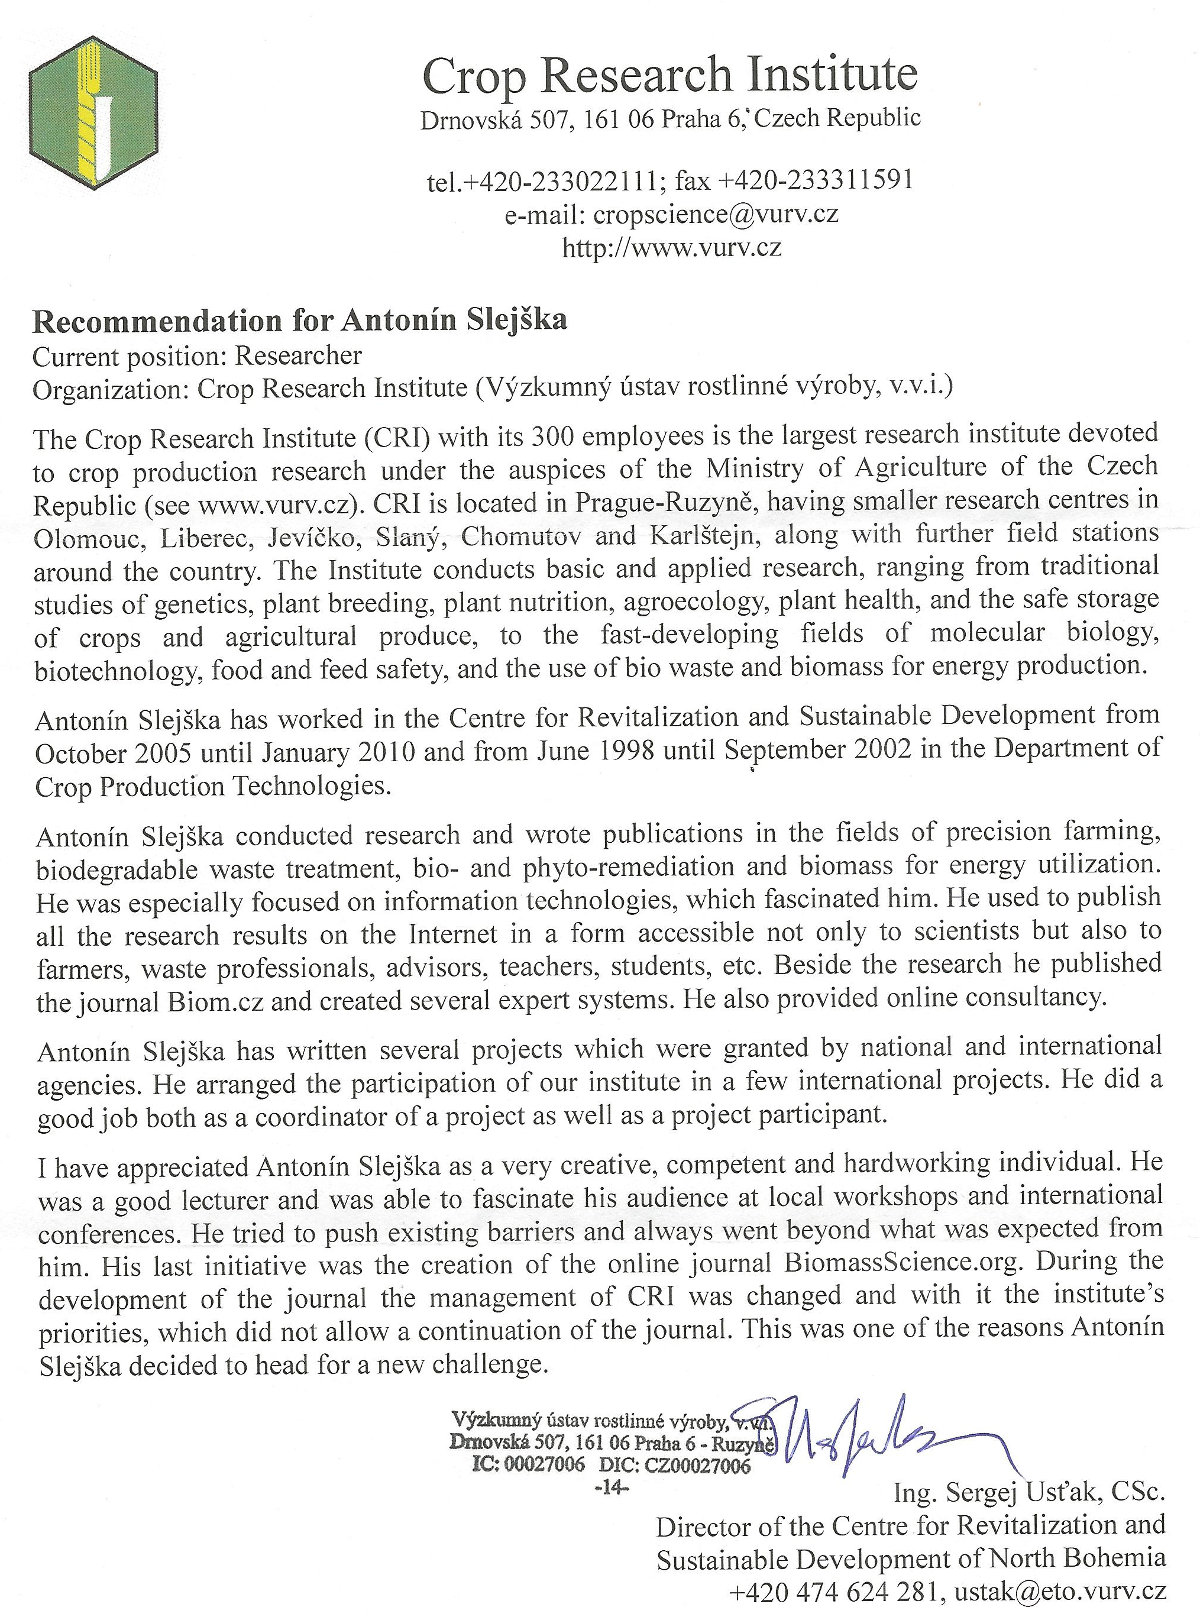 Crop Research Institute
Drnovská 507, 161 06 Praha 6, Czech Republic
tel.+420-233022111; fax +420-233311591
e-mail: cropscience@vurv.cz
http://www.vurv.cz
Recommendation for Antonín Slejška
Current position: Researcher
Organization: Crop Research Institute (Výzkumný ústav rostlinné výroby, v.v.i.)
The Crop Research Institute (CRI) with its 300 employees is the largest research institute devoted
to crop production research under the auspices of the Ministry of Agriculture of the Czech
Republic (see www.vurv.cz). CRI is located in Prague-Ruzyně, having smaller research centres in
Olomouc, Liberec, Jevíčko, Slaný, Chomutov and Karlštejn, along with further field stations
around the country. The Institute conducts basic and applied research, ranging from traditional
studies of genetics, plant breeding, plant nutrition, agroecology, plant health, and the safe storage
of crops and agricultural produce, to the fast-developing fields of molecular biology,
biotechnology, food and feed safety, and the use of bio waste and biomass for energy production.
Antonín Slejška has worked in the Centre for Revitalization and Sustainable Development from
October 2005 until January 2010 and from June 1998 until September 2002 in the Department of
Crop Production Technologies.
Antonín Slejška conducted research and wrote publications in the fields of precision farming,
biodegradable waste treatment, bio- and phyto-remediation and biomass for energy utilization.
He was especially focused on information technologies, which fascinated him. He used to publish
all the research results on the Internet in a form accessible not only to scientists but also to
farmers, waste professionals, advisors, teachers, students, etc. Beside the research he published
the journal Biom.cz and created several expert systems. He also provided online consultancy.
Antonín Slejška has written several projects which were granted by national and international
agencies. He arranged the participation of our institute in a few international projects. He did a
good job both as a coordinator of a project as well as a project participant.
I have appreciated Antonín Slejška as a very creative, competent and hardworking individual. He
was a good lecturer and was able to fascinate his audience at local workshops and international
conferences. He tried to push existing barriers and always went beyond what was expected from
him. His last initiative was the creation of the online journal BiomassScience.org. During the
development of the journal the management of CRI was changed and with it the institute's
priorities, which did not allow a continuation of the journal. This was one of the reasons Antonín
Slejška decided to head for a new challenge.
Výzkumný ústav rostlinné výroby, v.v.i.
Drnovská 507, 161 06 Praha 6 - Ruzyně
IC: 00027006 DIC: CZ00027006
-14-
Ing. Sergej Usťak, CSc.
Director of the Centre for Revitalization and
Sustainable Development of North Bohemia
+420 474 624 281, ustak@eto.vurv.cz